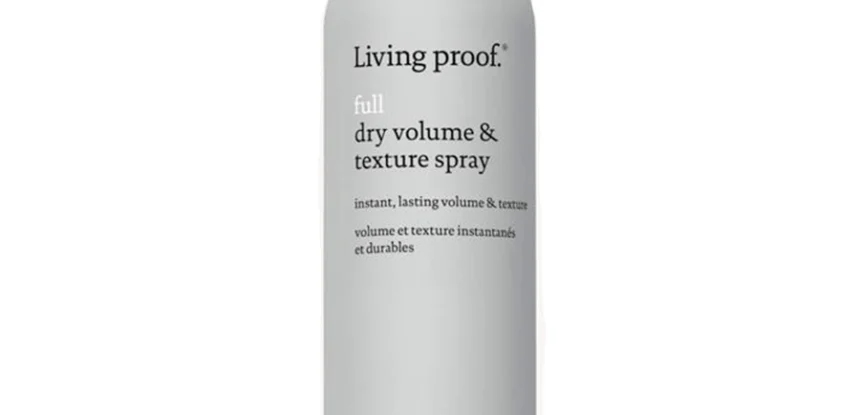 Living proof.®
full
dry volume &
texture spray
instant, lasting volume & texture
volume et texture instantanés
et durables